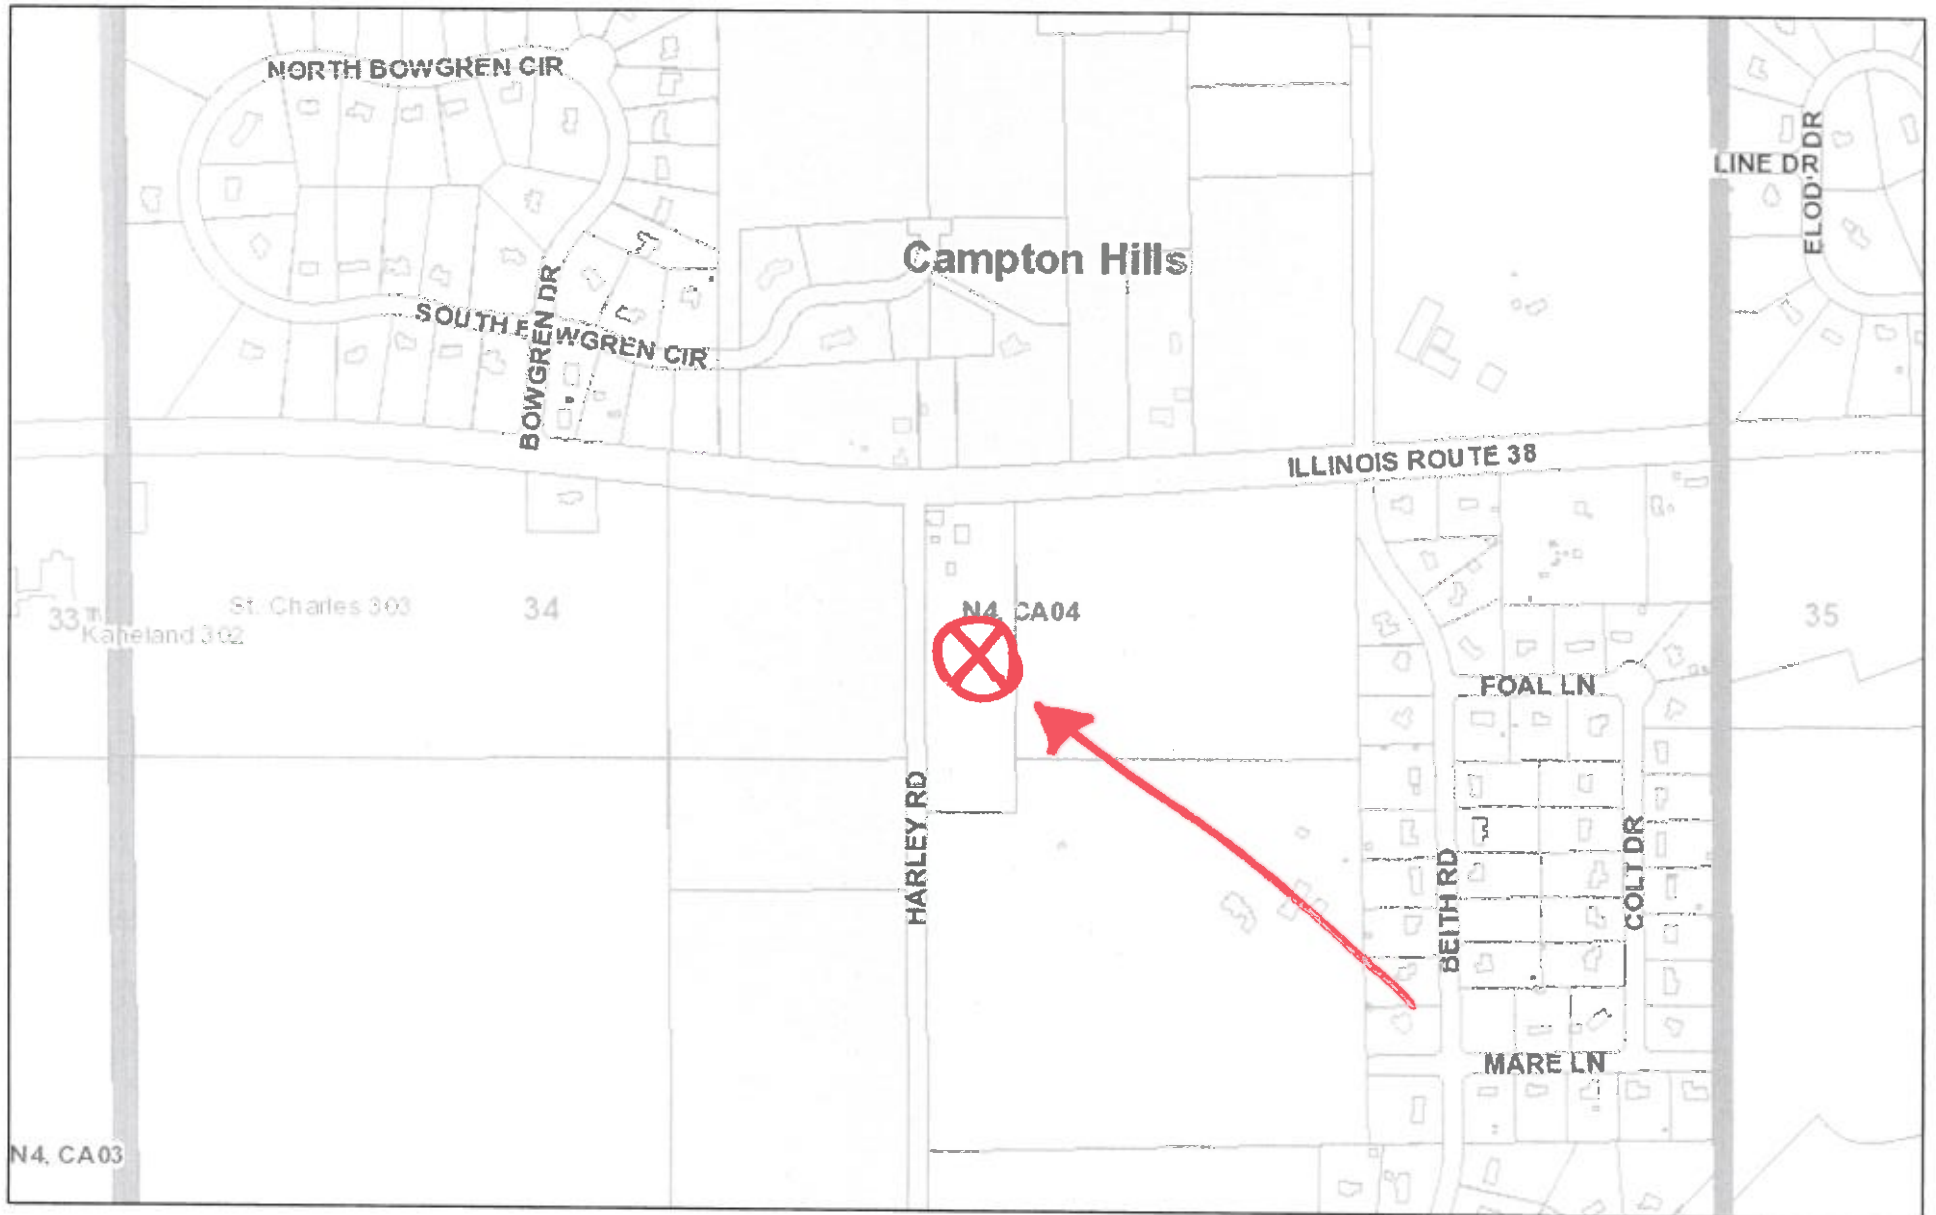 NORTH BOWGREN CIR
LINE DR
ELOD DR
Campton Hills
SOUTH BOWGREN CIR
BOWGREN DR
ILLINOIS ROUTE 38
St. Charles 303
34
N4, CA04
33
Kaneland 302
35
FOAL LN
HARLEY RD
BEITH RD
COLT DR
MARE LN
N4, CA03